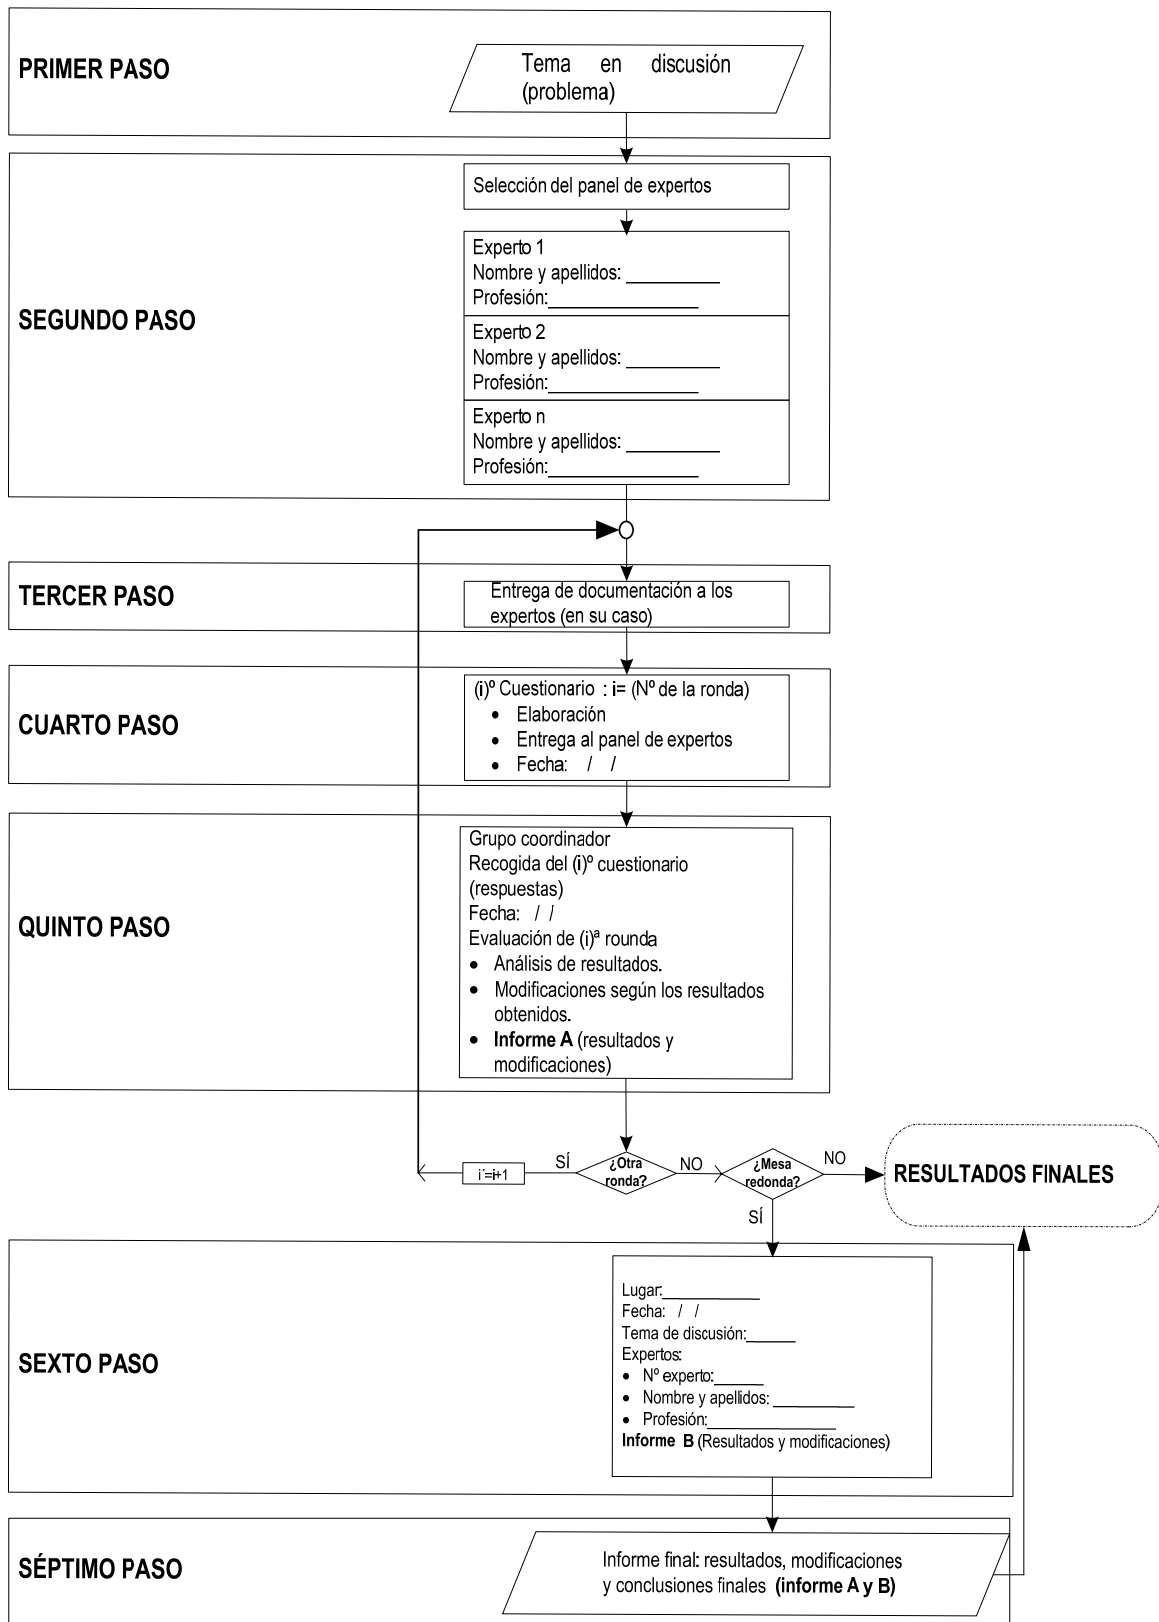 PRIMER PASO
Tema en discusión
(problema)
Selección del panel de expertos
SEGUNDO PASO
Experto 1
Nombre y apellidos: ___________
Profesión:__________________
Experto 2
Nombre y apellidos: ___________
Profesión:__________________
Experto n
Nombre y apellidos: ___________
Profesión:__________________
TERCER PASO
Entrega de documentación a los
expertos (en su caso)
CUARTO PASO
(i)º Cuestionario : i= (Nº de la ronda)
• Elaboración
• Entrega al panel de expertos
• Fecha: / /
QUINTO PASO
Grupo coordinador
Recogida del (i)º cuestionario
(respuestas)
Fecha: / /
Evaluación de (i)ª rounda
• Análisis de resultados.
• Modificaciones según los resultados
obtenidos.
• Informe A (resultados y
modificaciones)
i´=i+1
SÍ
¿Otra
ronda?
NO
¿Mesa
redonda?
NO
RESULTADOS FINALES
SÍ
SEXTO PASO
Lugar:____________
Fecha: / /
Tema de discusión:______
Expertos:
• Nº experto:______
• Nombre y apellidos: __________
• Profesión:________________
Informe B (Resultados y modificaciones)
SÉPTIMO PASO
Informe final: resultados, modificaciones
y conclusiones finales (informe A y B)